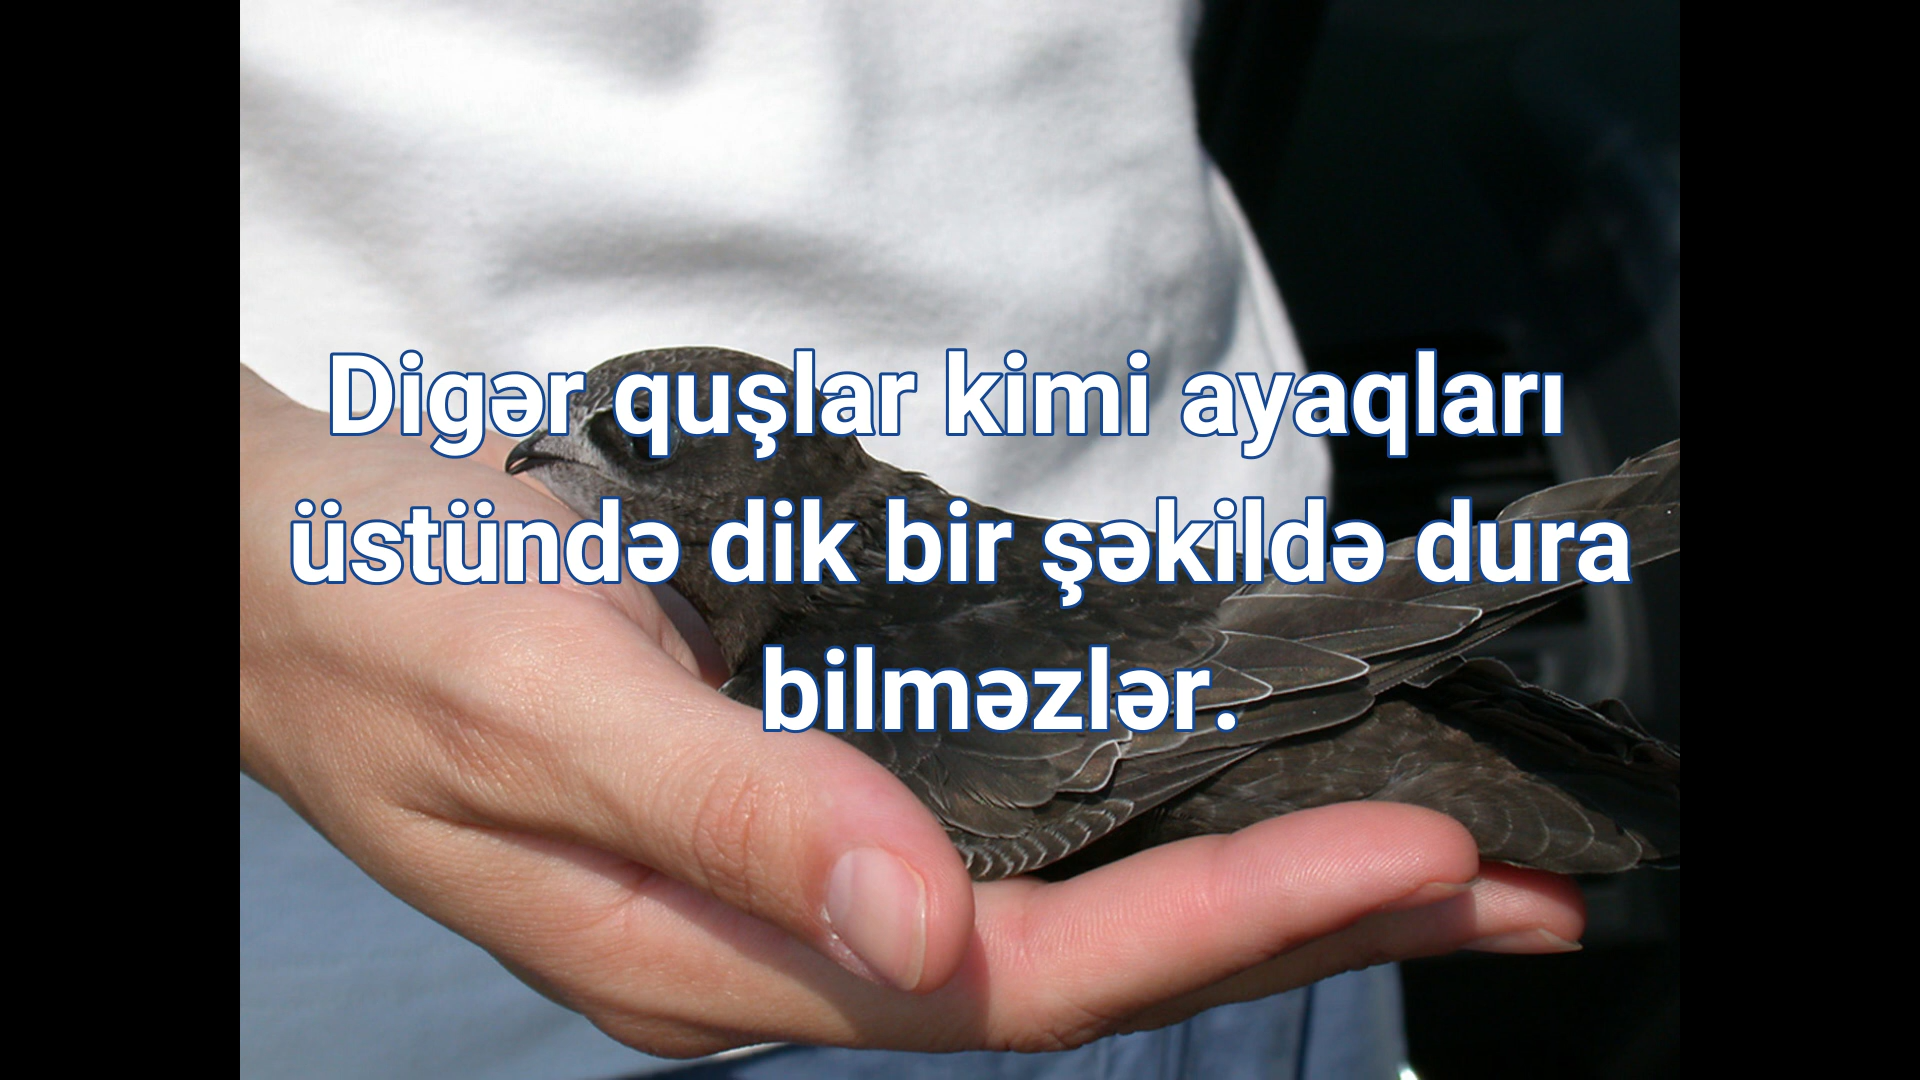 Digər quşlar kimi ayaqları
üstündə dik bir şəkildə dura
bilməzlər.